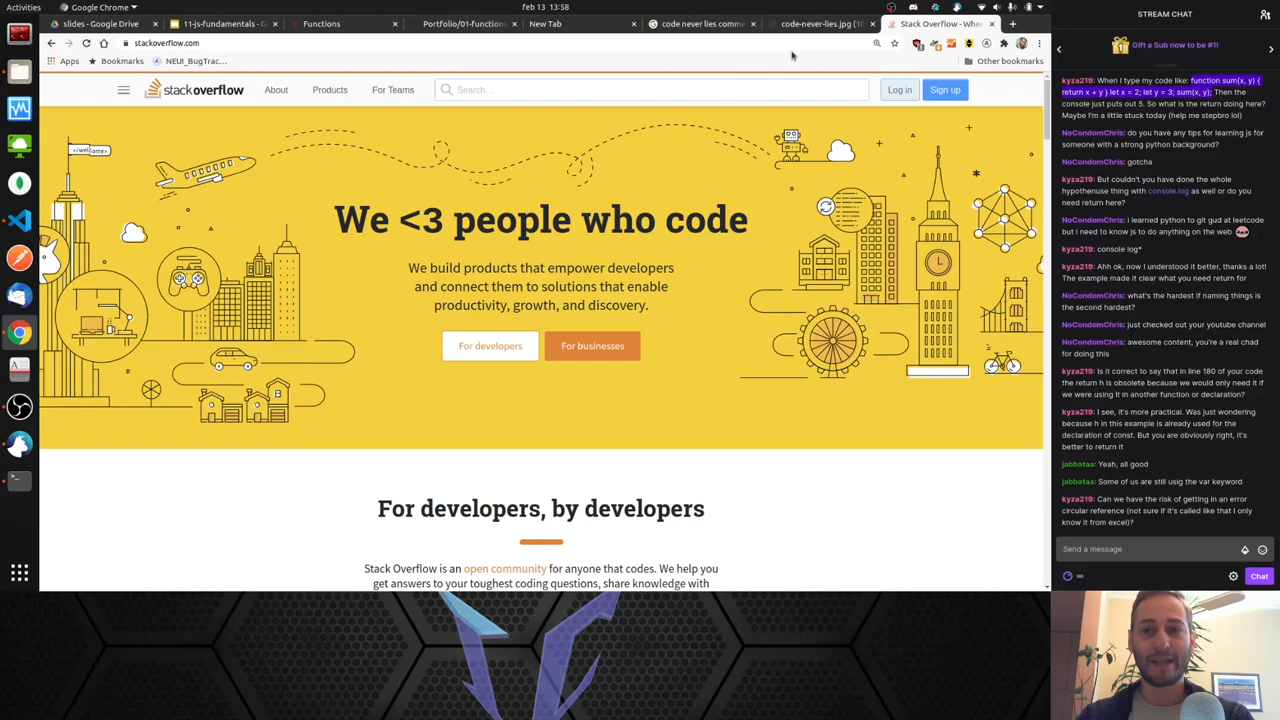 Activities
Google Chrome
feb 13 13:58
slides - Google Drive
11-js-fundamentals - G
Functions
Portfolio/01-functions
New Tab
code never lies comme
code-never-lies.jpg (10
Stack Overflow - Whe
stackoverflow.com
Apps
Bookmarks
NEUI_BugTrac...
Other bookmarks
stackoverflow
About
Products
For Teams
Search...
Log in
Sign up
We <3 people who code
We build products that empower developers
and connect them to solutions that enable
productivity, growth, and discovery.
For developers
For businesses
For developers, by developers
Stack Overflow is an open community for anyone that codes. We help you
get answers to your toughest coding questions, share knowledge with
STREAM CHAT
Gift a Sub now to be #1!
kyza219: When I type my code like: function sum(x, y) {
return x + y } let x = 2; let y = 3; sum(x, y); Then the
console just puts out 5. So what is the return doing here?
Maybe I'm a little stuck today (help me stepbro lol)
NoCondomChris: do you have any tips for learning js for
someone with a strong python background?
NoCondomChris: gotcha
kyza219: But couldn't you have done the whole
hypothenuse thing with console.log as well or do you
need return here?
NoCondomChris: i learned python to git gud at leetcode
but i need to know js to do anything on the web
kyza219: console log*
kyza219: Ahh ok, now I understood it better, thanks a lot!
The example made it clear what you need return for
NoCondomChris: what's the hardest if naming things is
the second hardest?
NoCondomChris: just checked out your youtube channel
NoCondomChris: awesome content, you're a real chad
for doing this
kyza219: Is it correct to say that in line 180 of your code
the return h is obsolete because we would only need it if
we were using it in another function or declaration?
kyza219: I see, it's more practical. Was just wondering
because h in this example is already used for the
declaration of const. But you are obviously right, it's
better to return it
jabbataa: Yeah, all good
jabbataa: Some of us are still usig the var keyword
kyza219: Can we have the risk of getting in an error
circular reference (not sure if it's called like that I only
know it from excel)?
Send a message
Chat